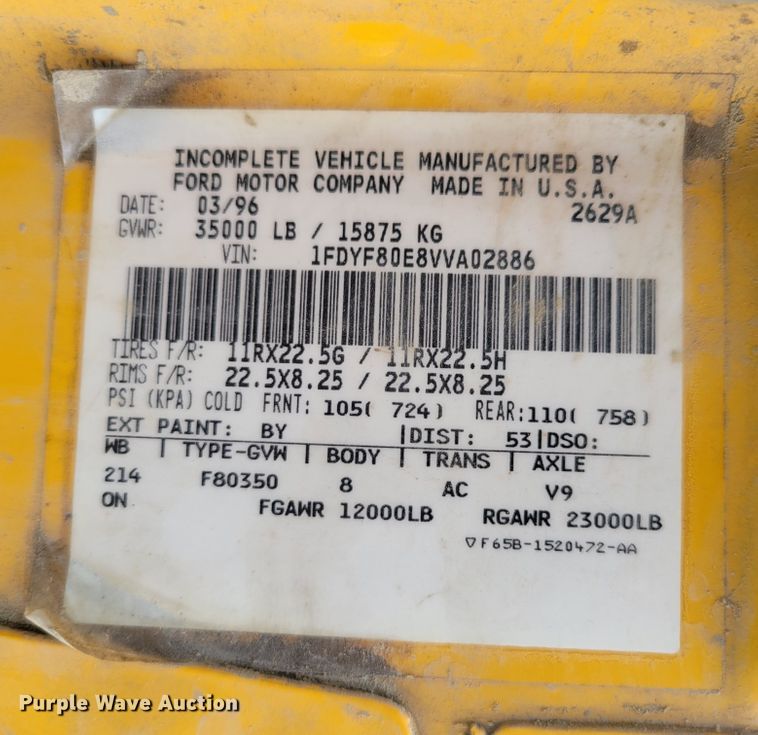 INCOMPLETE VEHICLE MANUFACTURED BY
FORD MOTOR COMPANY MADE IN U.S.A.
DATE: 03/96 2629A
GVWR: 35000 LB / 15875 KG
VIN: 1FDYF80E8VVA02886
TIRES F/R: 11RX22.5G / 11RX22.5H
RIMS F/R: 22.5X8.25 / 22.5X8.25
PSI (KPA) COLD FRNT: 105( 724) REAR:110( 758)
EXT PAINT: BY |DIST: 53|DSO:
WB | TYPE-GVW | BODY | TRANS | AXLE
214 F80350 8 AC V9
ON FGAWR 12000LB RGAWR 23000LB
▽F65B-1520472-AA
Purple Wave Auction